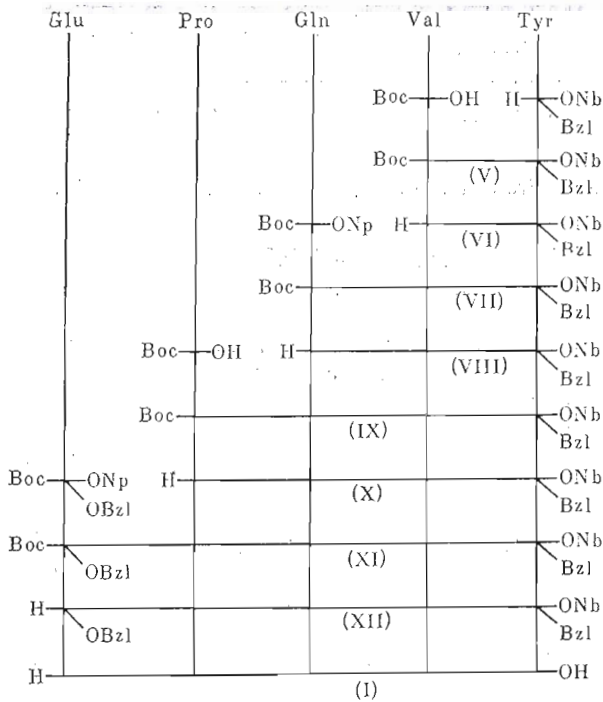 Glu Pro Gln Val Tyr
Boc OH H ONb
Bzl
Boc ONb
(V) Bzl
Boc ONp H ONb
(VI) Bzl
Boc ONb
(VII) Bzl
Boc OH H ONb
(VIII) Bzl
Boc ONb
(IX) Bzl
Boc ONp H ONb
OBzl (X) Bzl
Boc ONb
OBzl (XI) Bzl
H ONb
OBzl (XII) Bzl
H OH
(I)